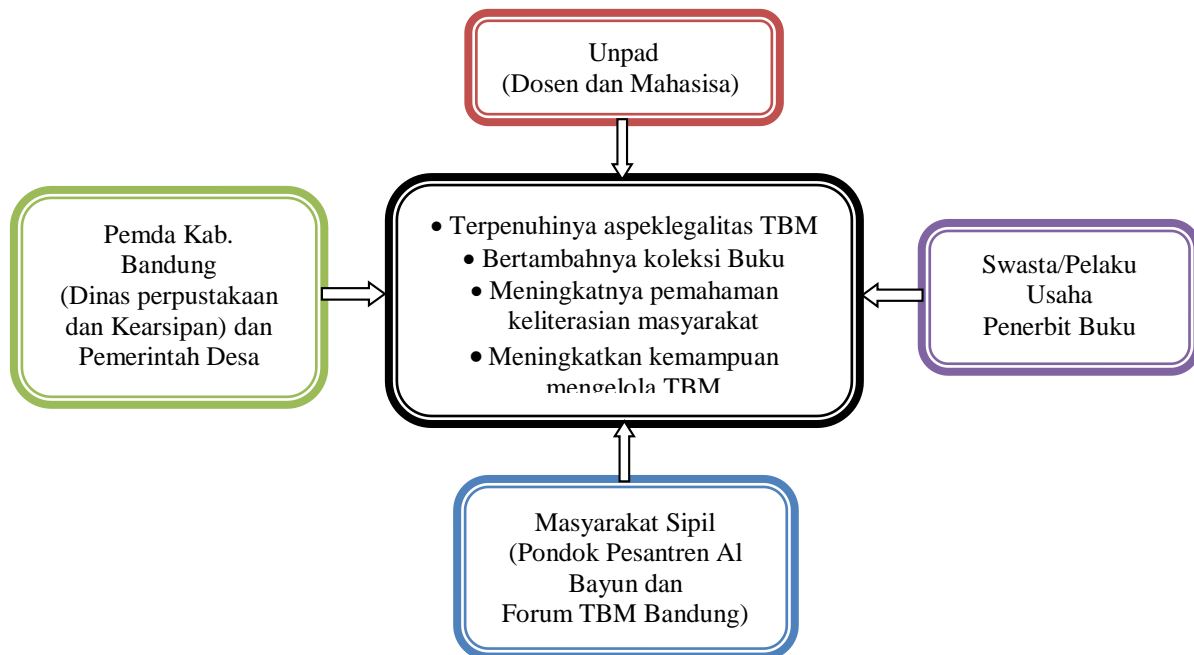 Unpad
(Dosen dan Mahasisa)
Pemda Kab.
Bandung
(Dinas perpustakaan
dan Kearsipan) dan
Pemerintah Desa
• Terpenuhinya aspeklegalitas TBM
• Bertambahnya koleksi Buku
• Meningkatnya pemahaman
keliterasian masyarakat
• Meningkatkan kemampuan
mengelola TBM
Swasta/Pelaku
Usaha
Penerbit Buku
Masyarakat Sipil
(Pondok Pesantren Al
Bayun dan
Forum TBM Bandung)